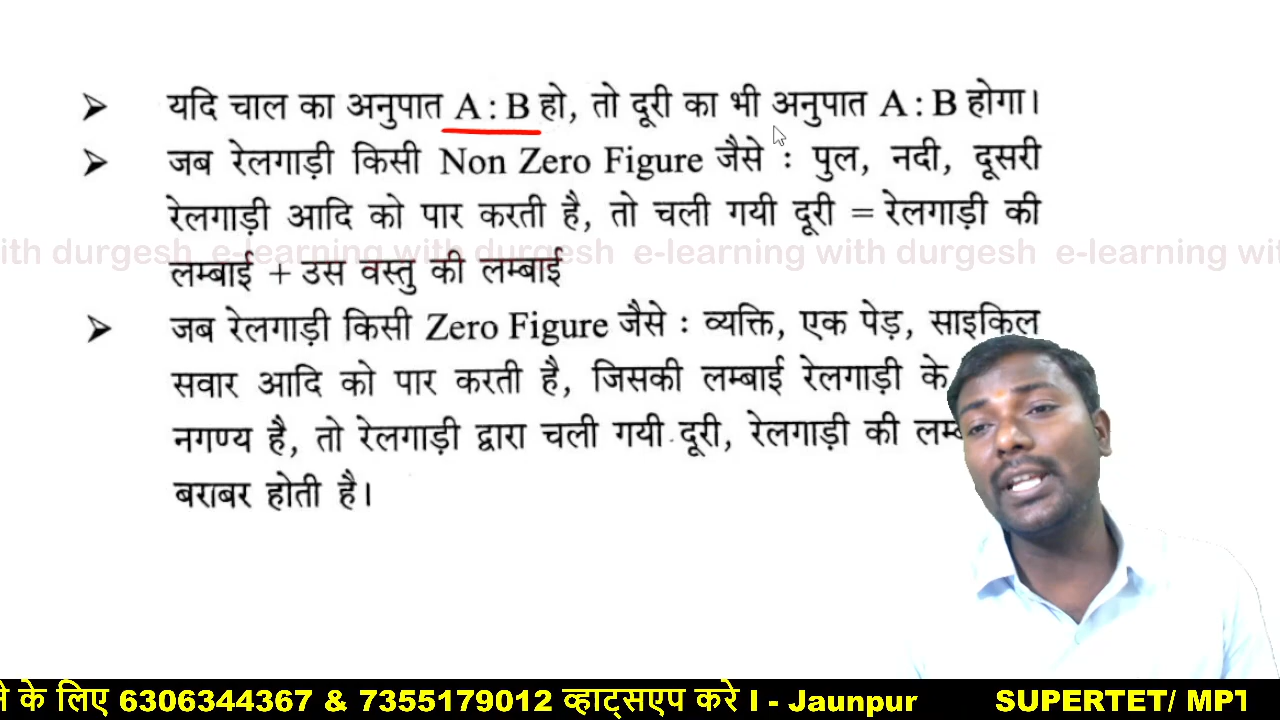 ➤ यदि चाल का अनुपात A : B हो, तो दूरी का भी अनुपात A : B होगा।
➤ जब रेलगाड़ी किसी Non Zero Figure जैसे : पुल, नदी, दूसरी
रेलगाड़ी आदि को पार करती है, तो चली गयी दूरी = रेलगाड़ी की
with durgesh e-learning with durgesh e-learning with durgesh e-learning wi
लम्बाई + उस वस्तु की लम्बाई
➤ जब रेलगाड़ी किसी Zero Figure जैसे : व्यक्ति, एक पेड़, साइकिल
सवार आदि को पार करती है, जिसकी लम्बाई रेलगाड़ी के
नगण्य है, तो रेलगाड़ी द्वारा चली गयी दूरी, रेलगाड़ी की
बराबर होती है।
के लिए 6306344367 & 7355179012 व्हाट्सएप करे I - Jaunpur SUPERTET/ MPT